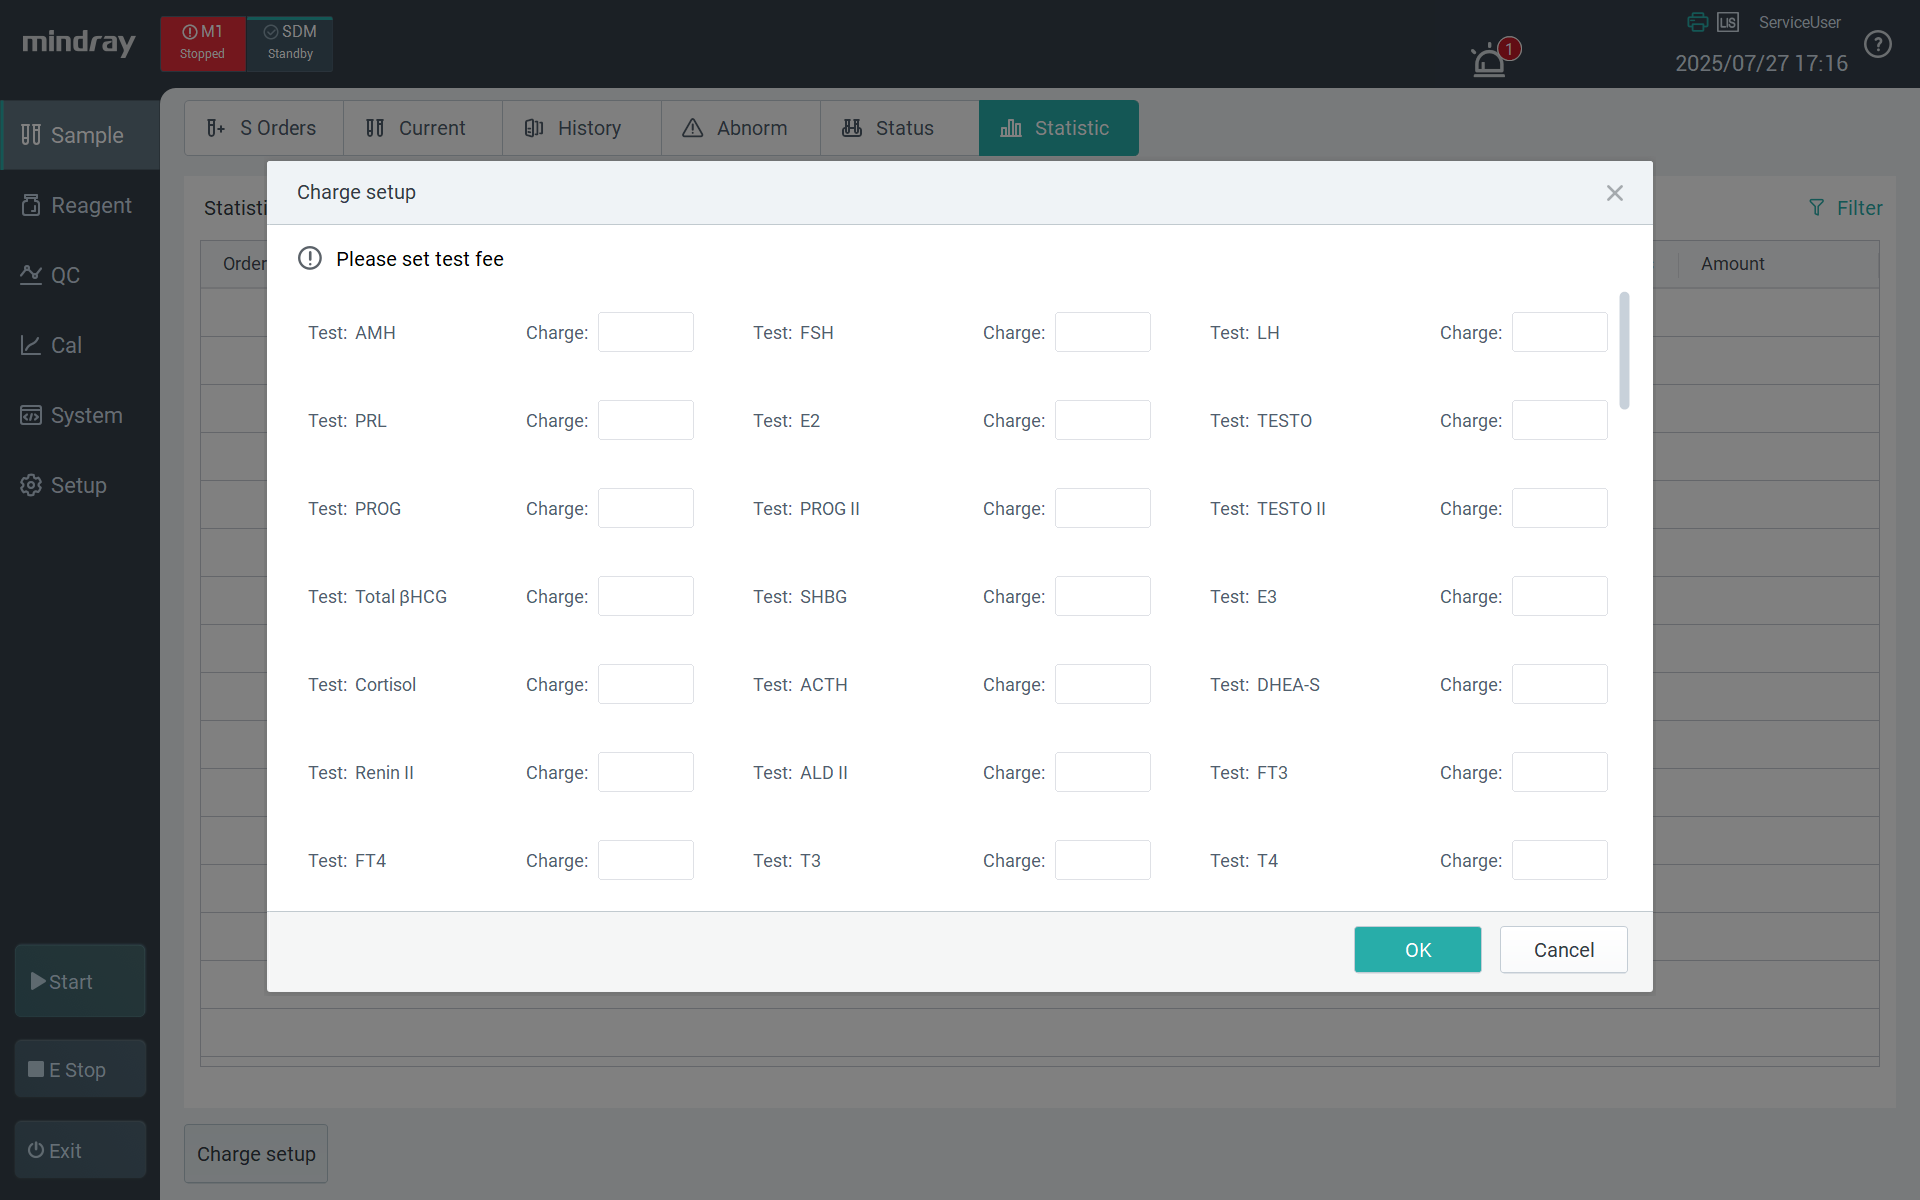 mindray
M1
Stopped
SDM
Standby
1
LIS
ServiceUser
2025/07/27 17:16
?
Sample
Reagent
QC
Cal
System
Setup
Start
E Stop
Exit
S Orders
Current
History
Abnorm
Status
Statistic
Statisti
Filter
Order
Amount
Charge setup
Please set test fee
Test: AMH Charge: Test: FSH Charge: Test: LH Charge:
Test: PRL Charge: Test: E2 Charge: Test: TESTO Charge:
Test: PROG Charge: Test: PROG II Charge: Test: TESTO II Charge:
Test: Total βHCG Charge: Test: SHBG Charge: Test: E3 Charge:
Test: Cortisol Charge: Test: ACTH Charge: Test: DHEA-S Charge:
Test: Renin II Charge: Test: ALD II Charge: Test: FT3 Charge:
Test: FT4 Charge: Test: T3 Charge: Test: T4 Charge:
OK
Cancel
Charge setup